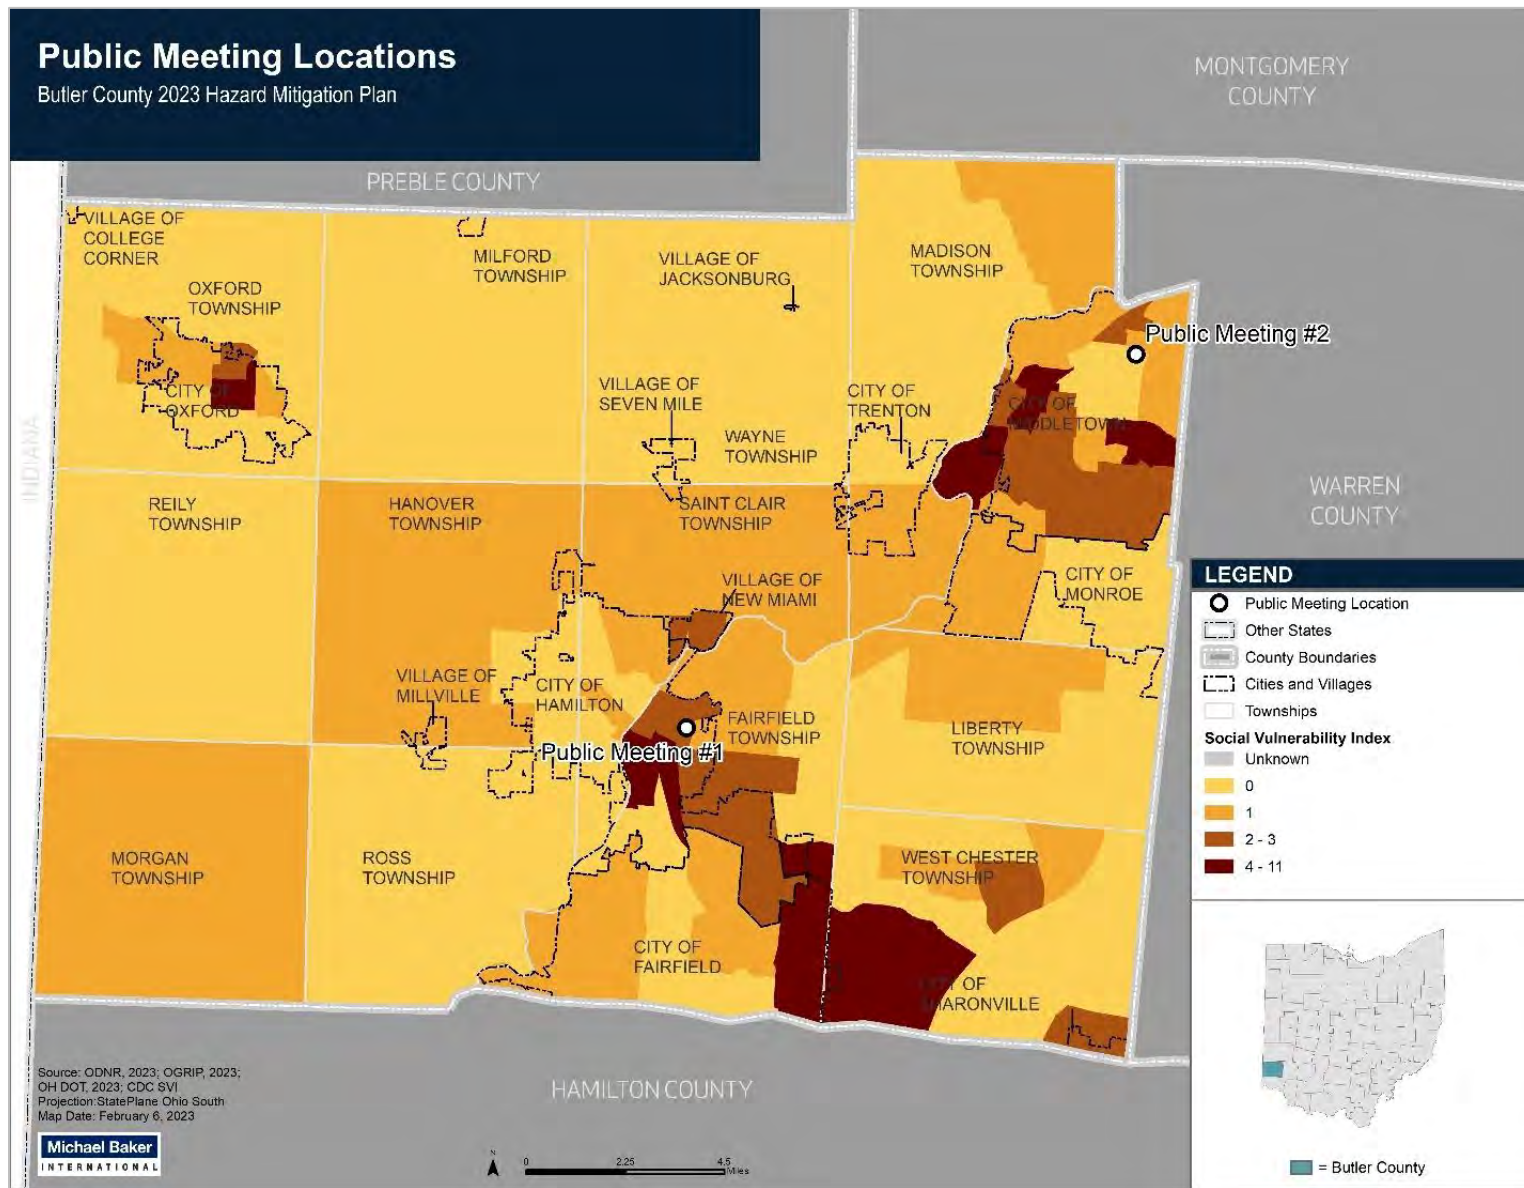 Public Meeting Locations
Butler County 2023 Hazard Mitigation Plan
MONTGOMERY
COUNTY
PREBLE COUNTY
VILLAGE OF
COLLEGE
CORNER
MILFORD
TOWNSHIP
VILLAGE OF
JACKSONBURG
MADISON
TOWNSHIP
OXFORD
TOWNSHIP
Public Meeting #2
CITY OF
OXFORD
VILLAGE OF
SEVEN MILE
CITY OF
TRENTON
CITY OF
MIDDLETOWN
WAYNE
TOWNSHIP
INDIANA
REILY
TOWNSHIP
HANOVER
TOWNSHIP
SAINT CLAIR
TOWNSHIP
WARREN
COUNTY
VILLAGE OF
NEW MIAMI
CITY OF
MONROE
VILLAGE OF
MILLVILLE
CITY OF
HAMILTON
FAIRFIELD
TOWNSHIP
LIBERTY
TOWNSHIP
Public Meeting #1
MORGAN
TOWNSHIP
ROSS
TOWNSHIP
WEST CHESTER
TOWNSHIP
CITY OF
FAIRFIELD
CITY OF
SHARONVILLE
HAMILTON COUNTY
LEGEND
Public Meeting Location
Other States
County Boundaries
Cities and Villages
Townships
Social Vulnerability Index
Unknown
0
1
2 - 3
4 - 11
= Butler County
Source: ODNR, 2023; OGRIP, 2023;
OH DOT, 2023; CDC SVI
Projection:StatePlane Ohio South
Map Date: February 6, 2023
Michael Baker
INTERNATIONAL
N
0 2.25 4.5
Miles